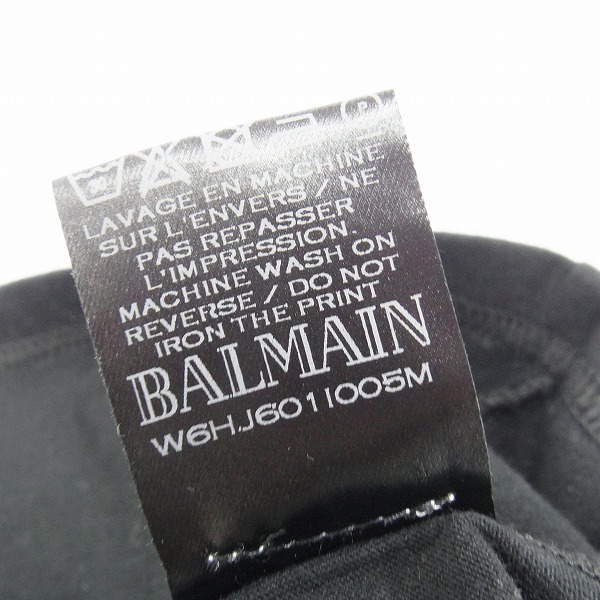 P
LAVAGE EN MACHINE
SUR L'ENVERS / NE
PAS REPASSER
L'IMPRESSION.
MACHINE WASH ON
REVERSE / DO NOT
IRON THE PRINT
BALMAIN
W6HJ601I005M